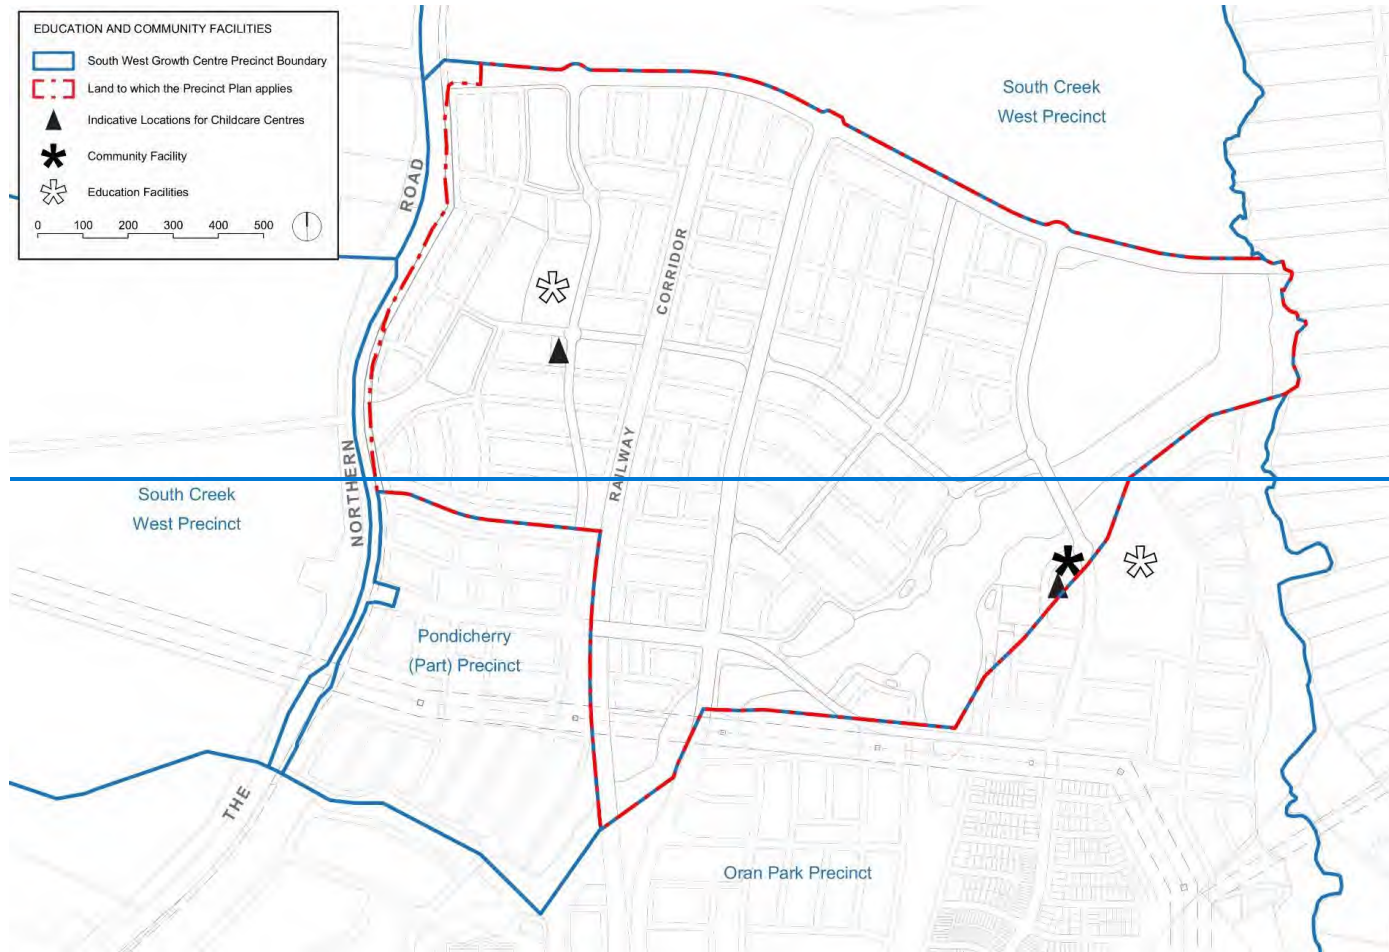 EDUCATION AND COMMUNITY FACILITIES
South West Growth Centre Precinct Boundary
Land to which the Precinct Plan applies
Indicative Locations for Childcare Centres
Community Facility
Education Facilities
0 100 200 300 400 500
South Creek
West Precinct
ROAD
CORRIDOR
RAILWAY
NORTHERN
South Creek
West Precinct
Pondicherry
(Part) Precinct
THE
Oran Park Precinct